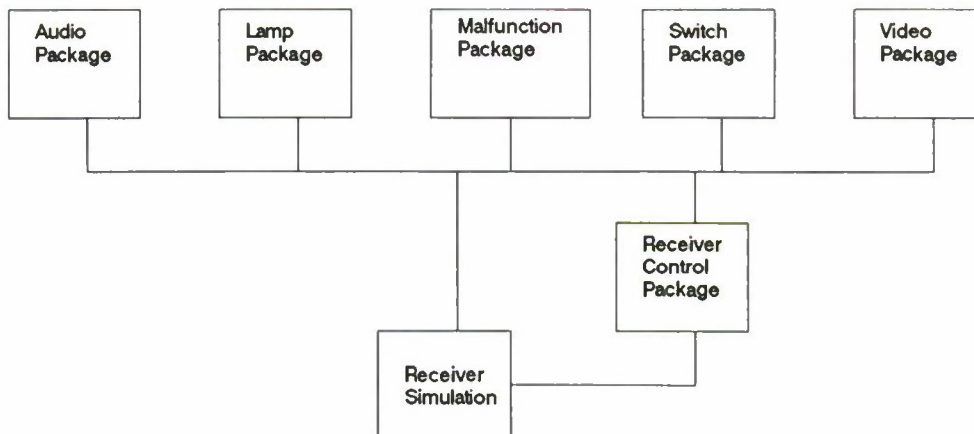 Audio
Package
Lamp
Package
Malfunction
Package
Switch
Package
Video
Package
Receiver
Control
Package
Receiver
Simulation